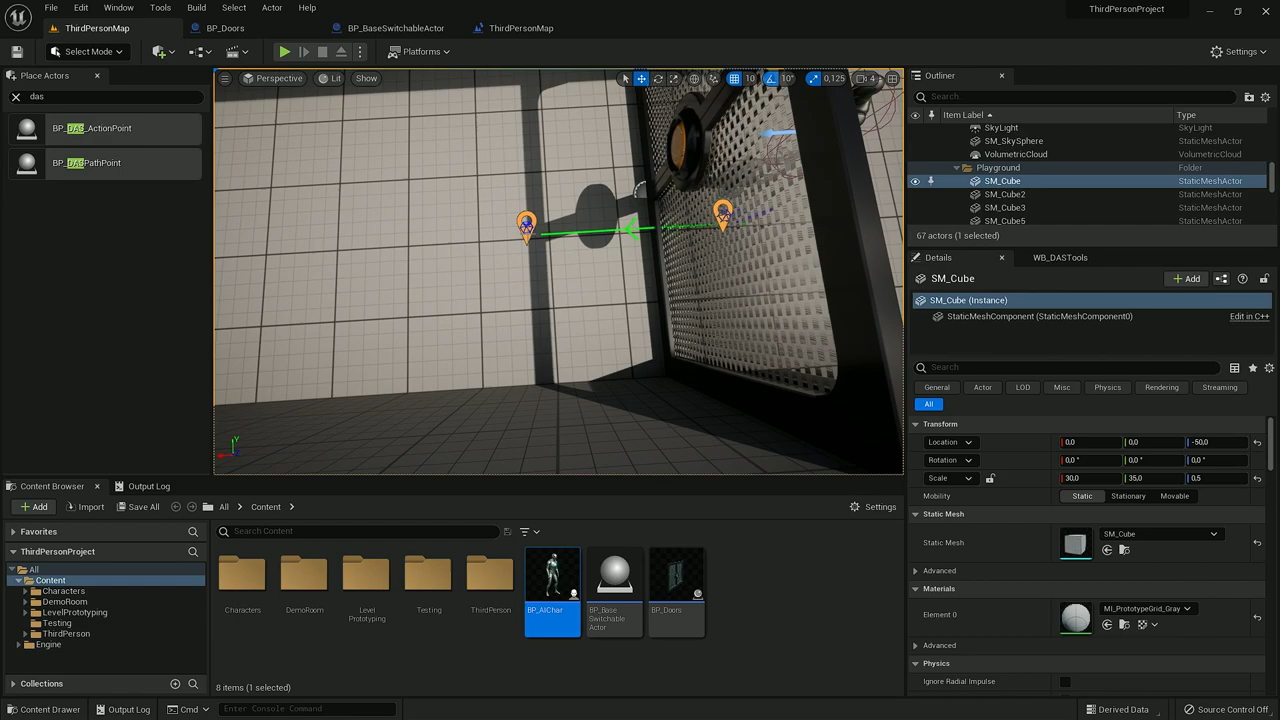 File Edit Window Tools Build Select Actor Help
ThirdPersonProject
ThirdPersonMap BP_Doors BP_BaseSwitchableActor ThirdPersonMap
Select Mode Platforms Settings
Place Actors
das
BP_DAS_ActionPoint
BP_DASPathPoint
Perspective Lit Show 10 10° 0,125 4
Y
Outliner
Search
Item Label Type
SkyLight
SM_SkySphere StaticMeshActor
VolumetricCloud VolumetricCloud
Playground Folder
SM_Cube StaticMeshActor
SM_Cube2 StaticMeshActor
SM_Cube3 StaticMeshActor
SM_Cube5 StaticMeshActor
67 actors (1 selected)
Details WB_DASTools
SM_Cube Add
SM_Cube (Instance)
StaticMeshComponent (StaticMeshComponent0) Edit in C++
Search
General Actor LOD Misc Physics Rendering Streaming
All
Transform
Location 0,0 0,0 -50,0
Rotation 0,0 ° 0,0 ° 0,0 °
Scale 30,0 35,0 0,5
Mobility Static Stationary Movable
Static Mesh
Static Mesh SM_Cube
Advanced
Materials
Element 0 MI_PrototypeGrid_Gray
Advanced
Physics
Ignore Radial Impulse
Content Browser Output Log
Add Import Save All All Content Settings
Favorites
ThirdPersonProject
All
Content
Characters
DemoRoom
LevelPrototyping
Testing
ThirdPerson
Engine
Collections
Search Content
Characters DemoRoom Level
Prototyping Testing ThirdPerson BP_AIChar BP_Base
Switchable
Actor BP_Doors
8 items (1 selected)
Content Drawer Output Log Cmd Enter Console Command Derived Data Source Control Off